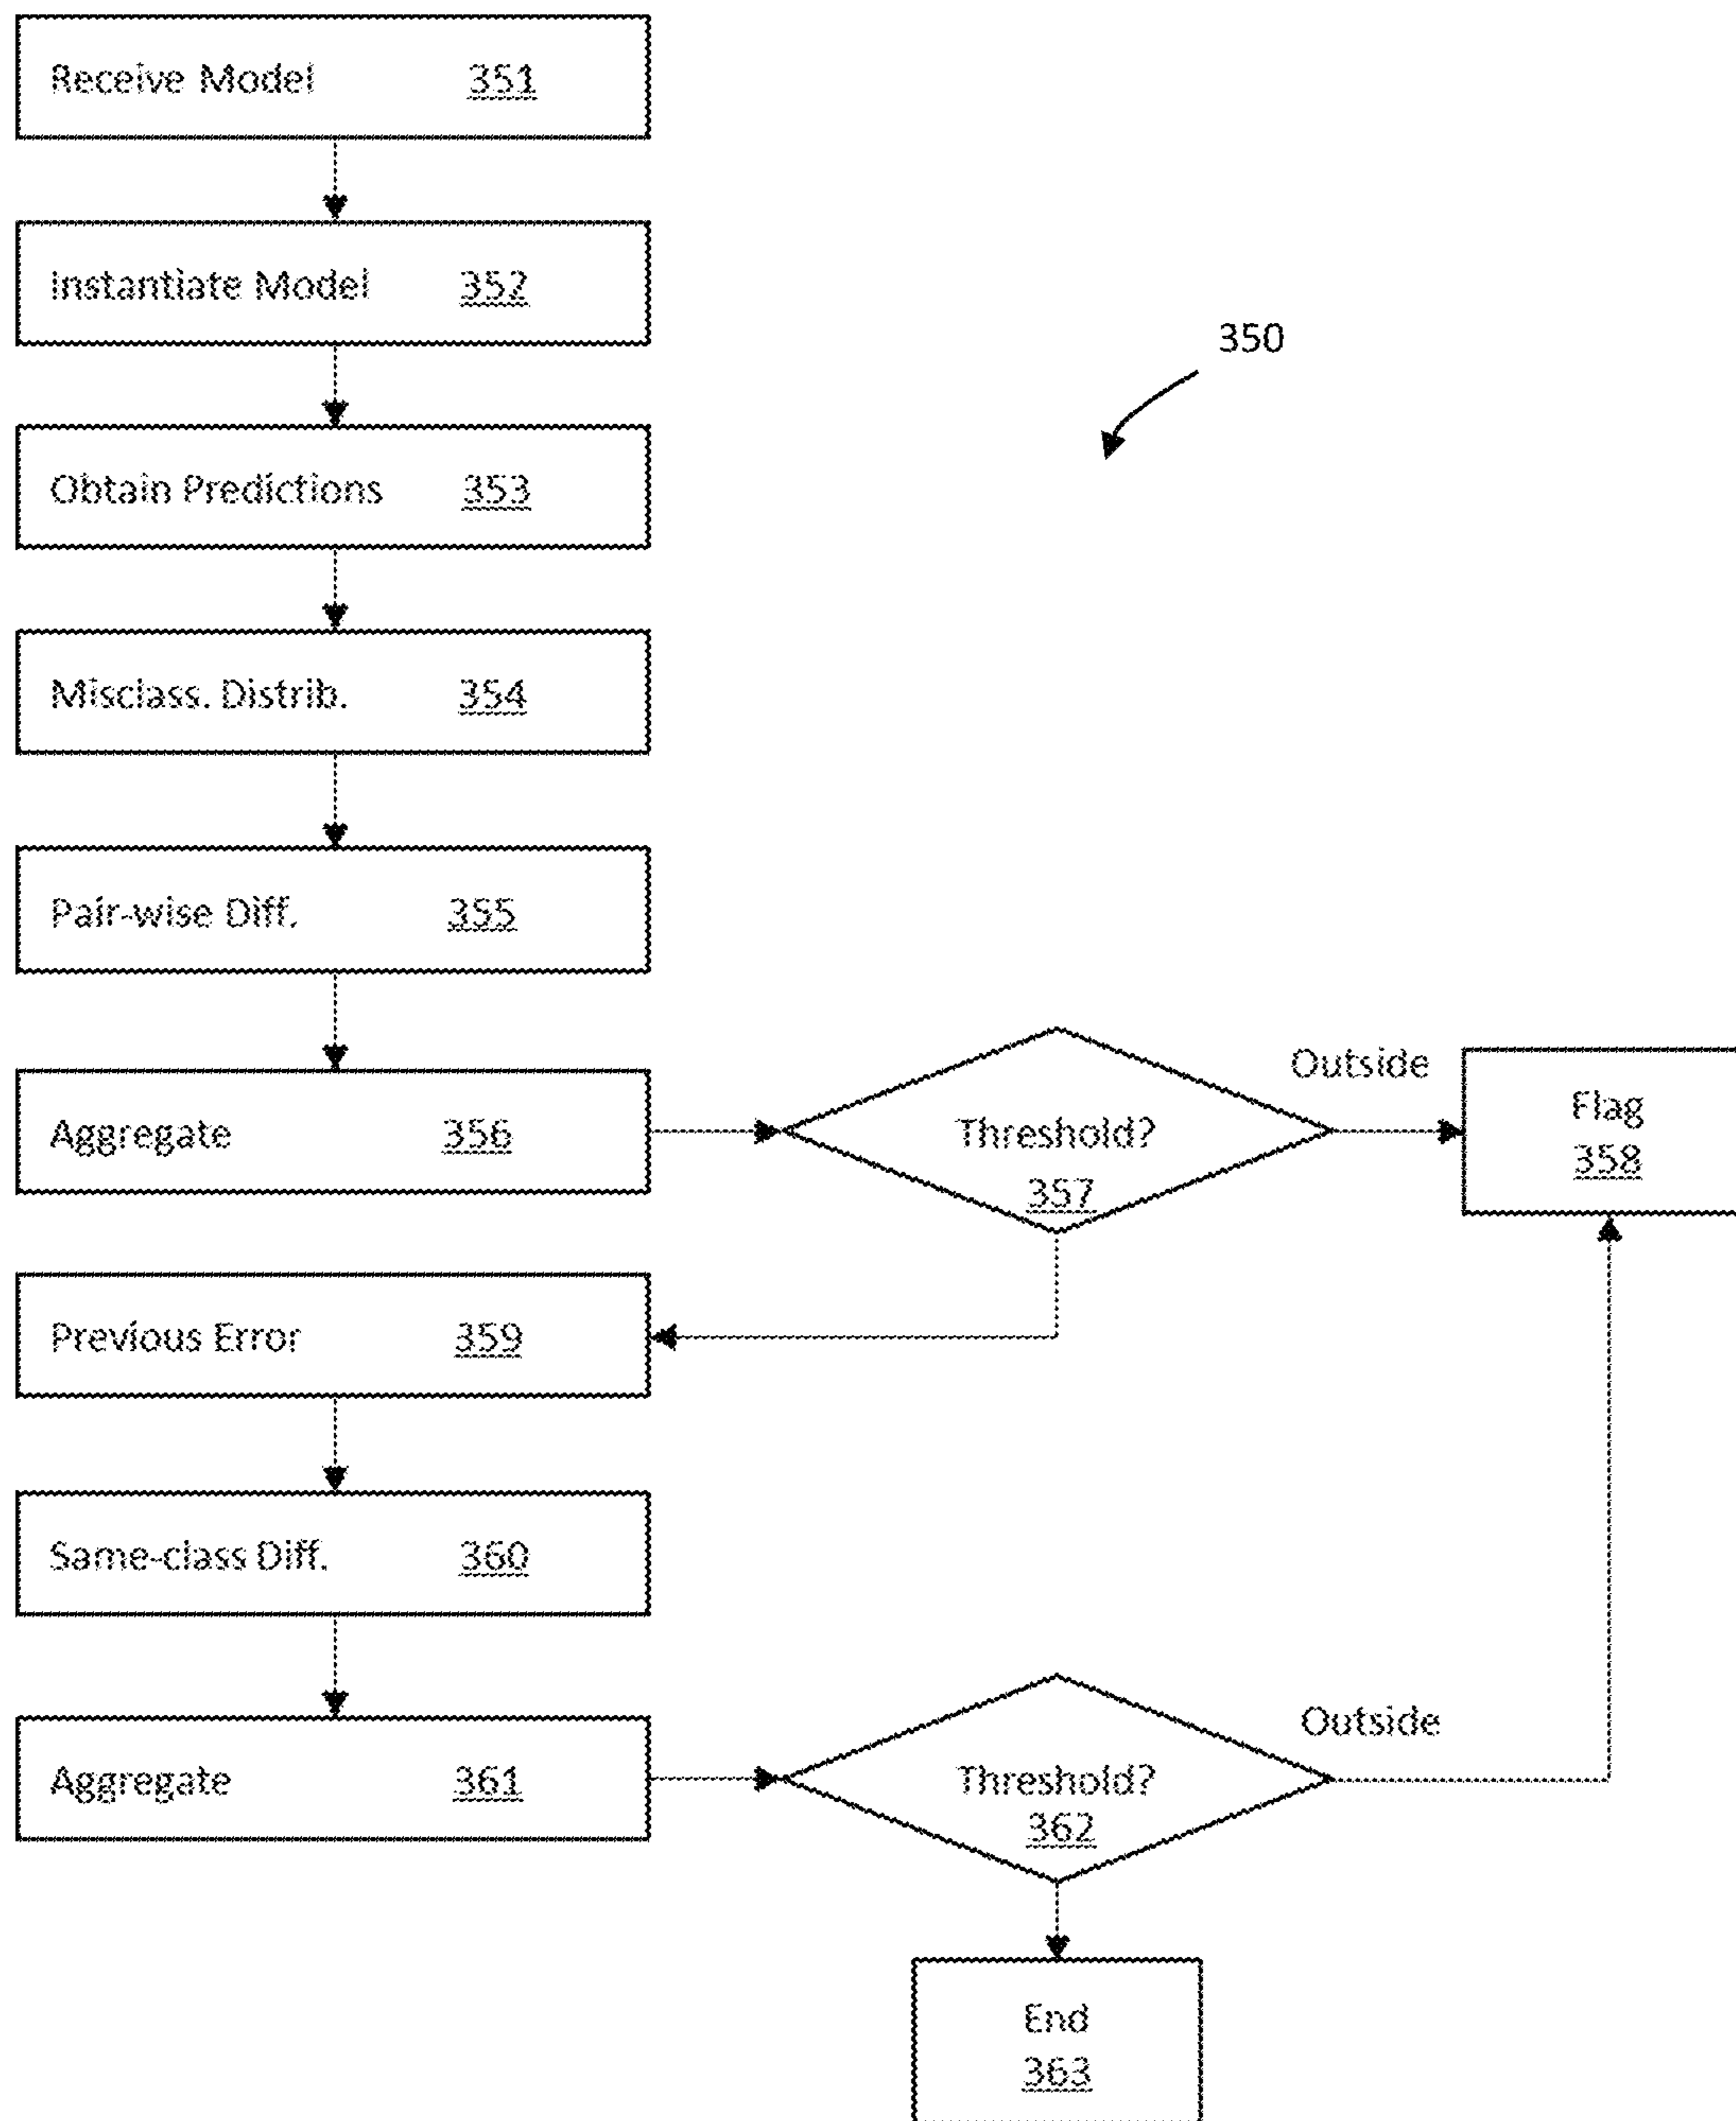 Receive Model 351
Instantiate Model 352
350
Obtain Predictions 353
Misclass. Distrib. 354
Pair-wise Diff. 355
Aggregate 356
Threshold?
357
Outside
Flag
358
Previous Error 359
Same-class Diff. 360
Aggregate 361
Threshold?
362
Outside
End
363